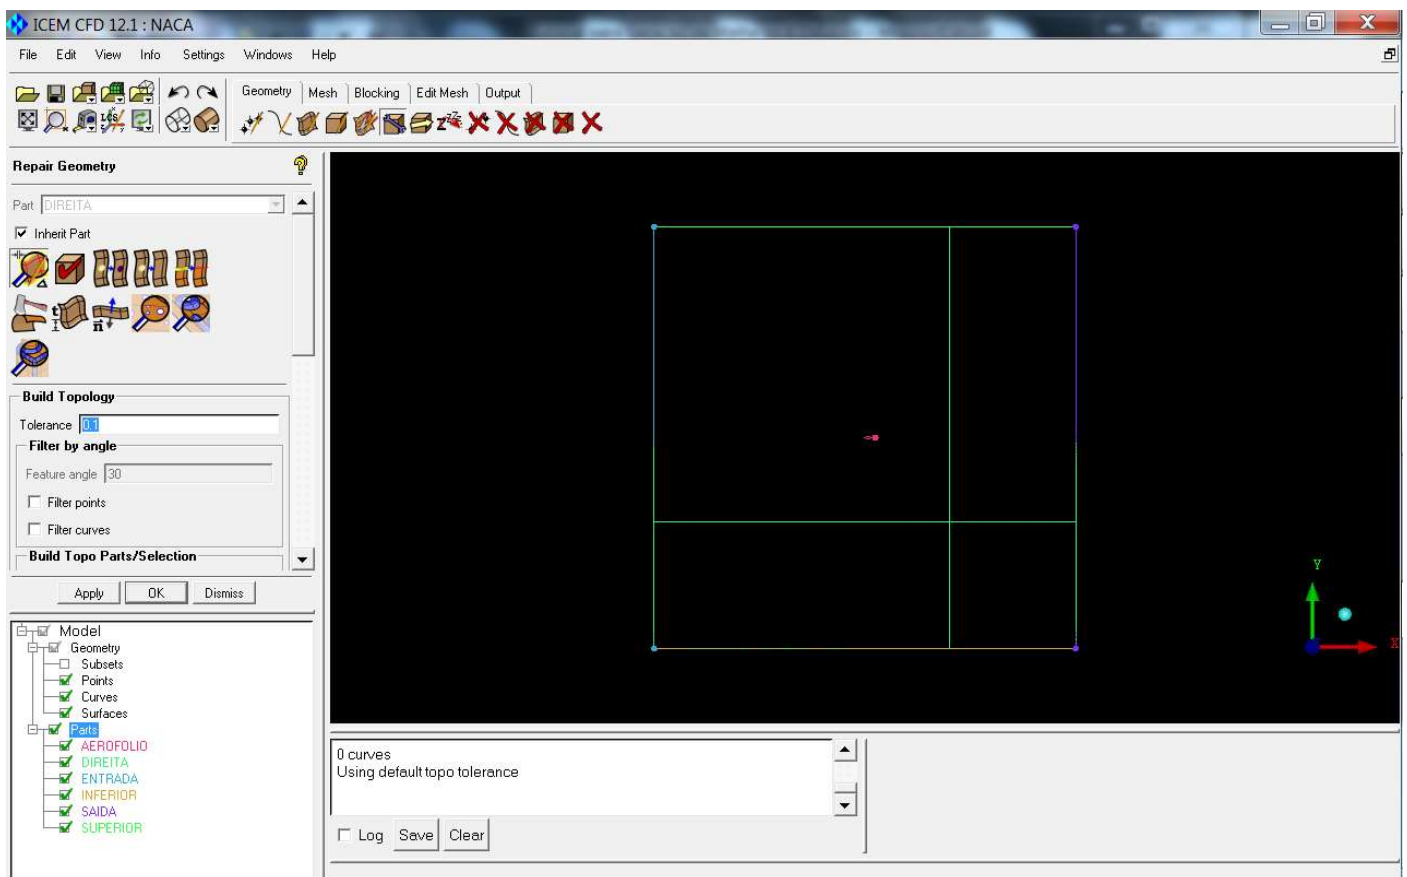 ICEM CFD 12.1 : NACA
File Edit View Info Settings Windows Help
Geometry Mesh Blocking Edit Mesh Output
LCS
Repair Geometry
Part DIREITA
Inherit Part
Build Topology
Tolerance 0.1
Filter by angle
Feature angle 30
Filter points
Filter curves
Build Topo Parts/Selection
Apply OK Dismiss
Model
Geometry
Subsets
Points
Curves
Surfaces
Parts
AEROFOLIO
DIREITA
ENTRADA
INFERIOR
SAIDA
SUPERIOR
Y
X
0 curves
Using default topo tolerance
Log Save Clear